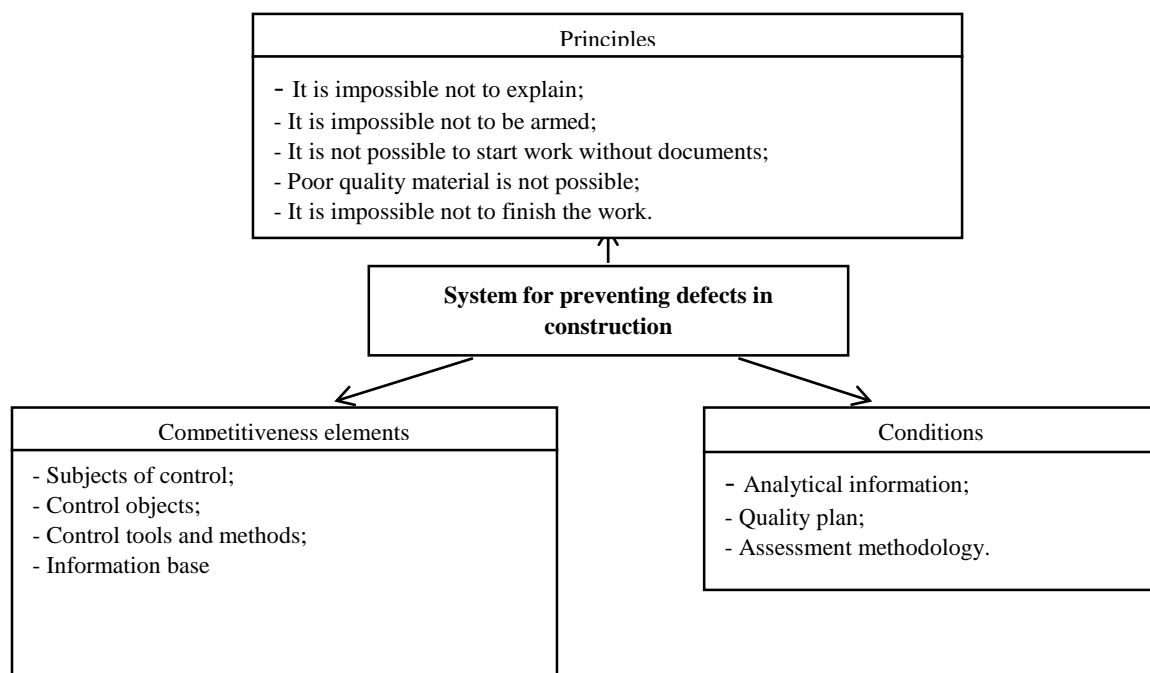 Principles
- It is impossible not to explain;
- It is impossible not to be armed;
- It is not possible to start work without documents;
- Poor quality material is not possible;
- It is impossible not to finish the work.
System for preventing defects in
construction
Competitiveness elements
- Subjects of control;
- Control objects;
- Control tools and methods;
- Information base
Conditions
- Analytical information;
- Quality plan;
- Assessment methodology.